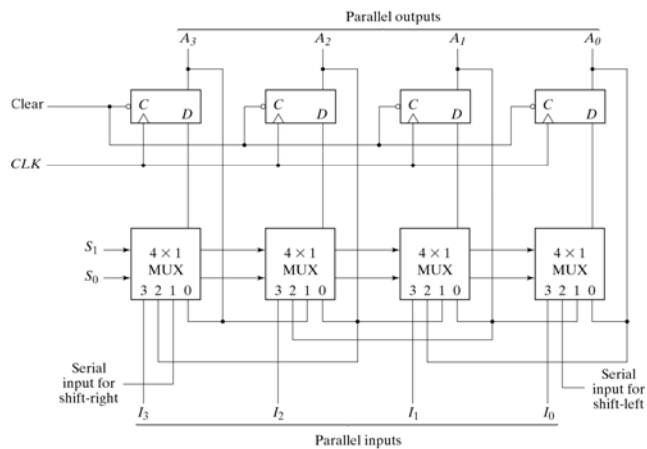 Parallel outputs
A3 A2 A1 A0
Clear
C D C D C D C D
CLK
S1
S0
4 × 1 4 × 1 4 × 1 4 × 1
MUX MUX MUX MUX
3 2 1 0 3 2 1 0 3 2 1 0 3 2 1 0
Serial
input for
shift-right
Serial
input for
shift-left
I3 I2 I1 I0
Parallel inputs